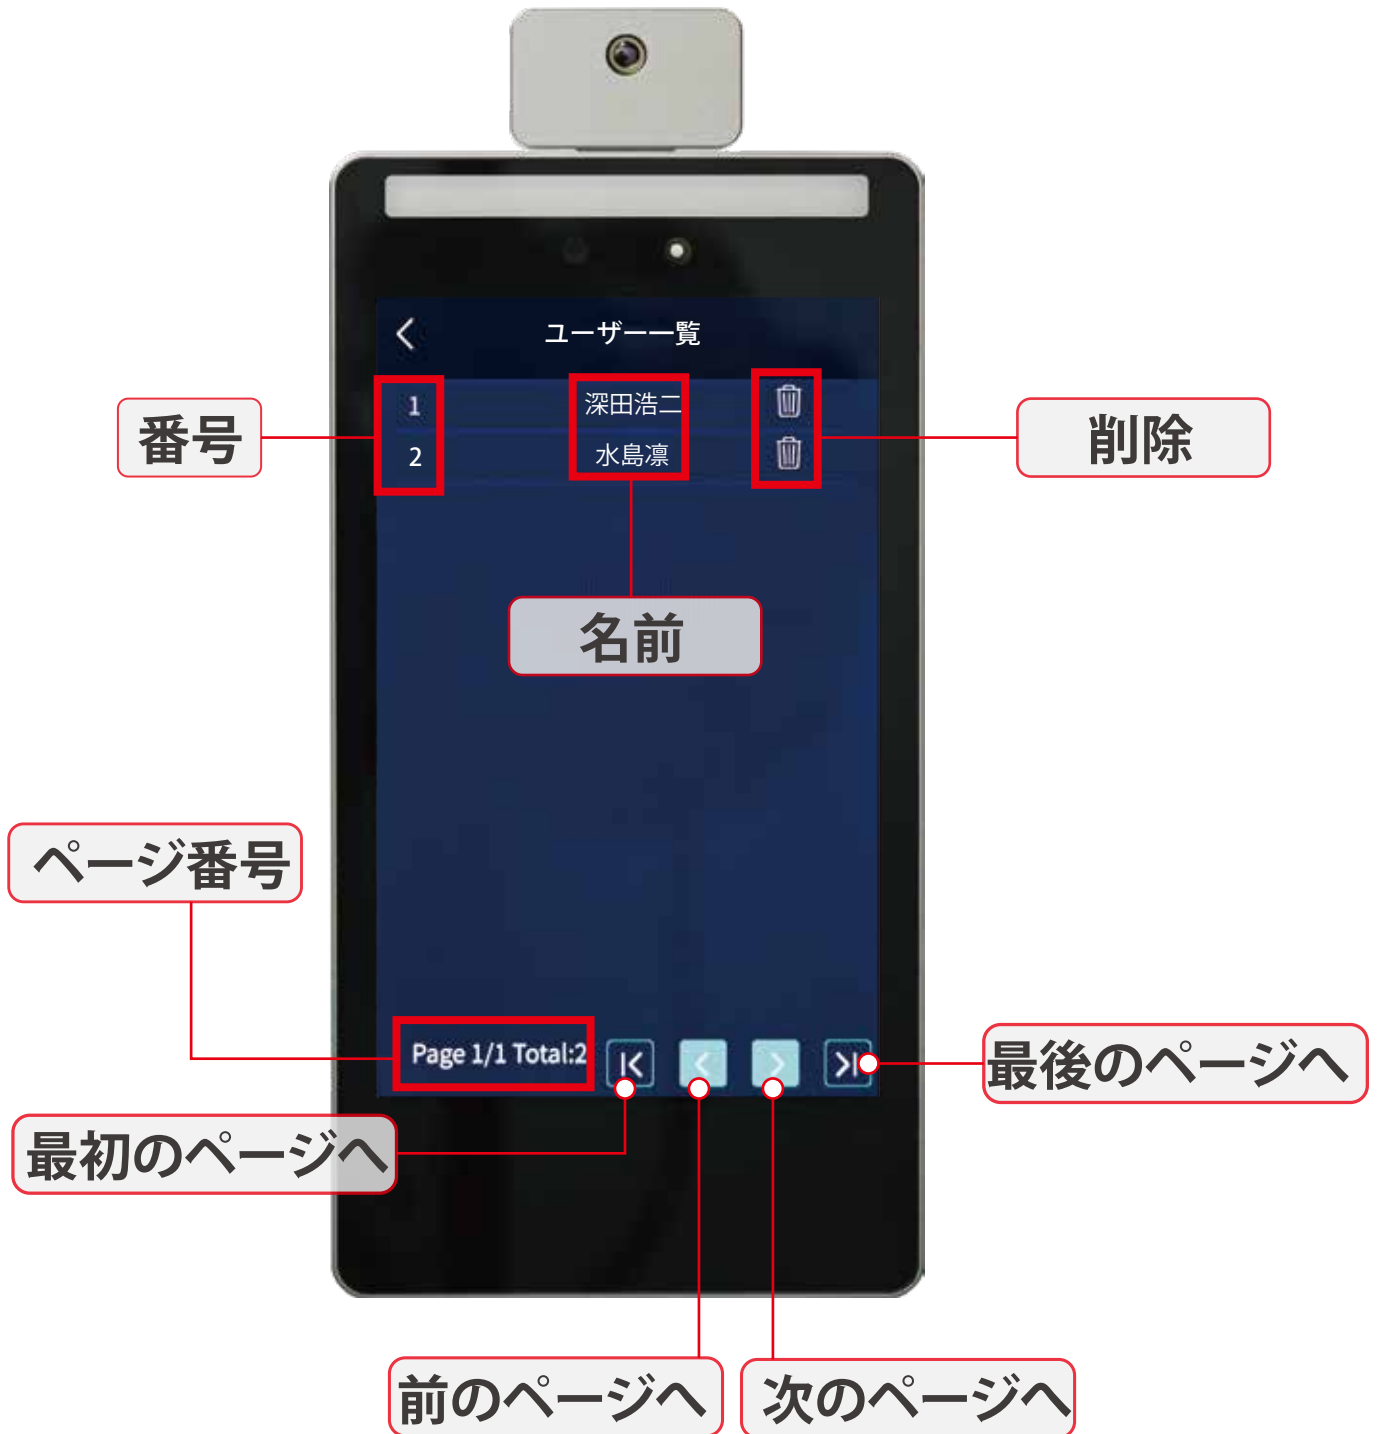 ユーザー一覧
1 深田浩二
2 水島凛
番号
削除
名前
ページ番号
Page 1/1 Total:2
最後のページへ
最初のページへ
前のページへ
次のページへ